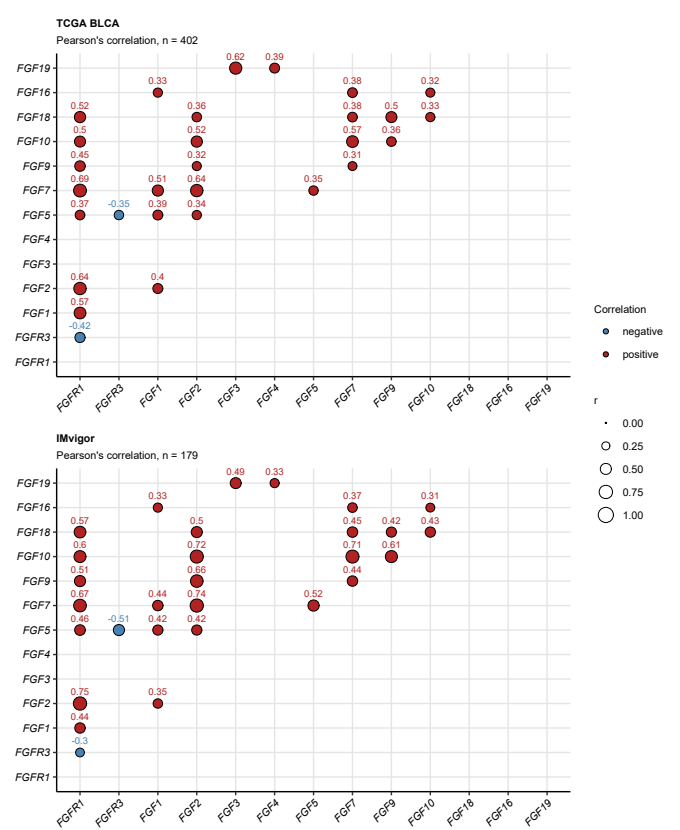 TCGA BLCA
Pearson's correlation, n = 402
FGF19 0.62 0.39
FGF16 0.33 0.38 0.32
FGF18 0.52 0.36 0.38 0.5 0.33
FGF10 0.5 0.52 0.57 0.36
FGF9 0.45 0.32 0.31
FGF7 0.69 0.51 0.64 0.35
FGF5 0.37 -0.35 0.39 0.34
FGF4
FGF3
FGF2 0.64 0.4
FGF1 0.57
FGFR3 -0.42
FGFR1
FGFR1 FGFR3 FGF1 FGF2 FGF3 FGF4 FGF5 FGF7 FGF9 FGF10 FGF18 FGF16 FGF19
Correlation
negative
positive
r
0.00
0.25
0.50
0.75
1.00
IMvigor
Pearson's correlation, n = 179
FGF19 0.49 0.33
FGF16 0.33 0.37 0.31
FGF18 0.57 0.5 0.45 0.42 0.43
FGF10 0.6 0.72 0.71 0.61
FGF9 0.51 0.66 0.44
FGF7 0.67 0.44 0.74 0.52
FGF5 0.46 -0.51 0.42 0.42
FGF4
FGF3
FGF2 0.75 0.35
FGF1 0.44
FGFR3 -0.3
FGFR1
FGFR1 FGFR3 FGF1 FGF2 FGF3 FGF4 FGF5 FGF7 FGF9 FGF10 FGF18 FGF16 FGF19